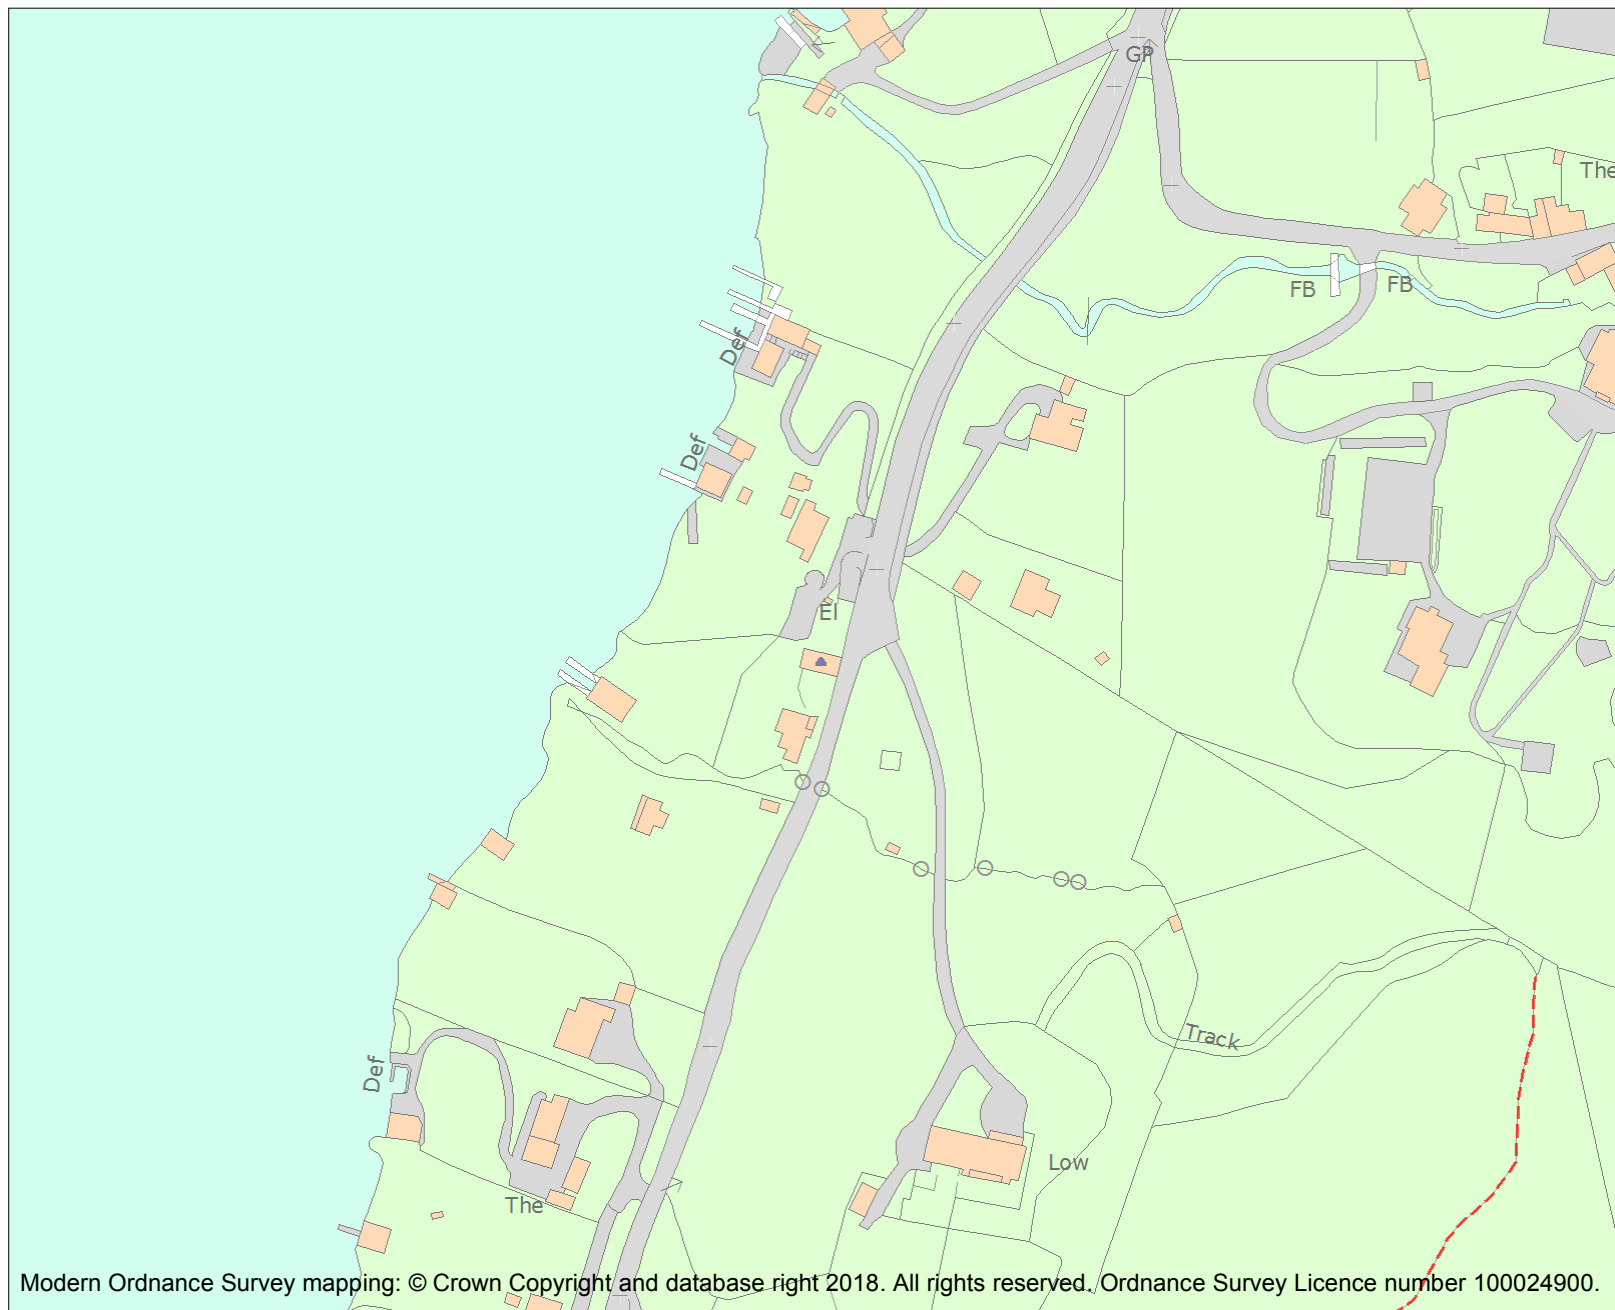 GP
The
FB
FB
Def
Def
El
Track
Def
Low
The
Modern Ordnance Survey mapping: © Crown Copyright and database right 2018. All rights reserved. Ordnance Survey Licence number 100024900.